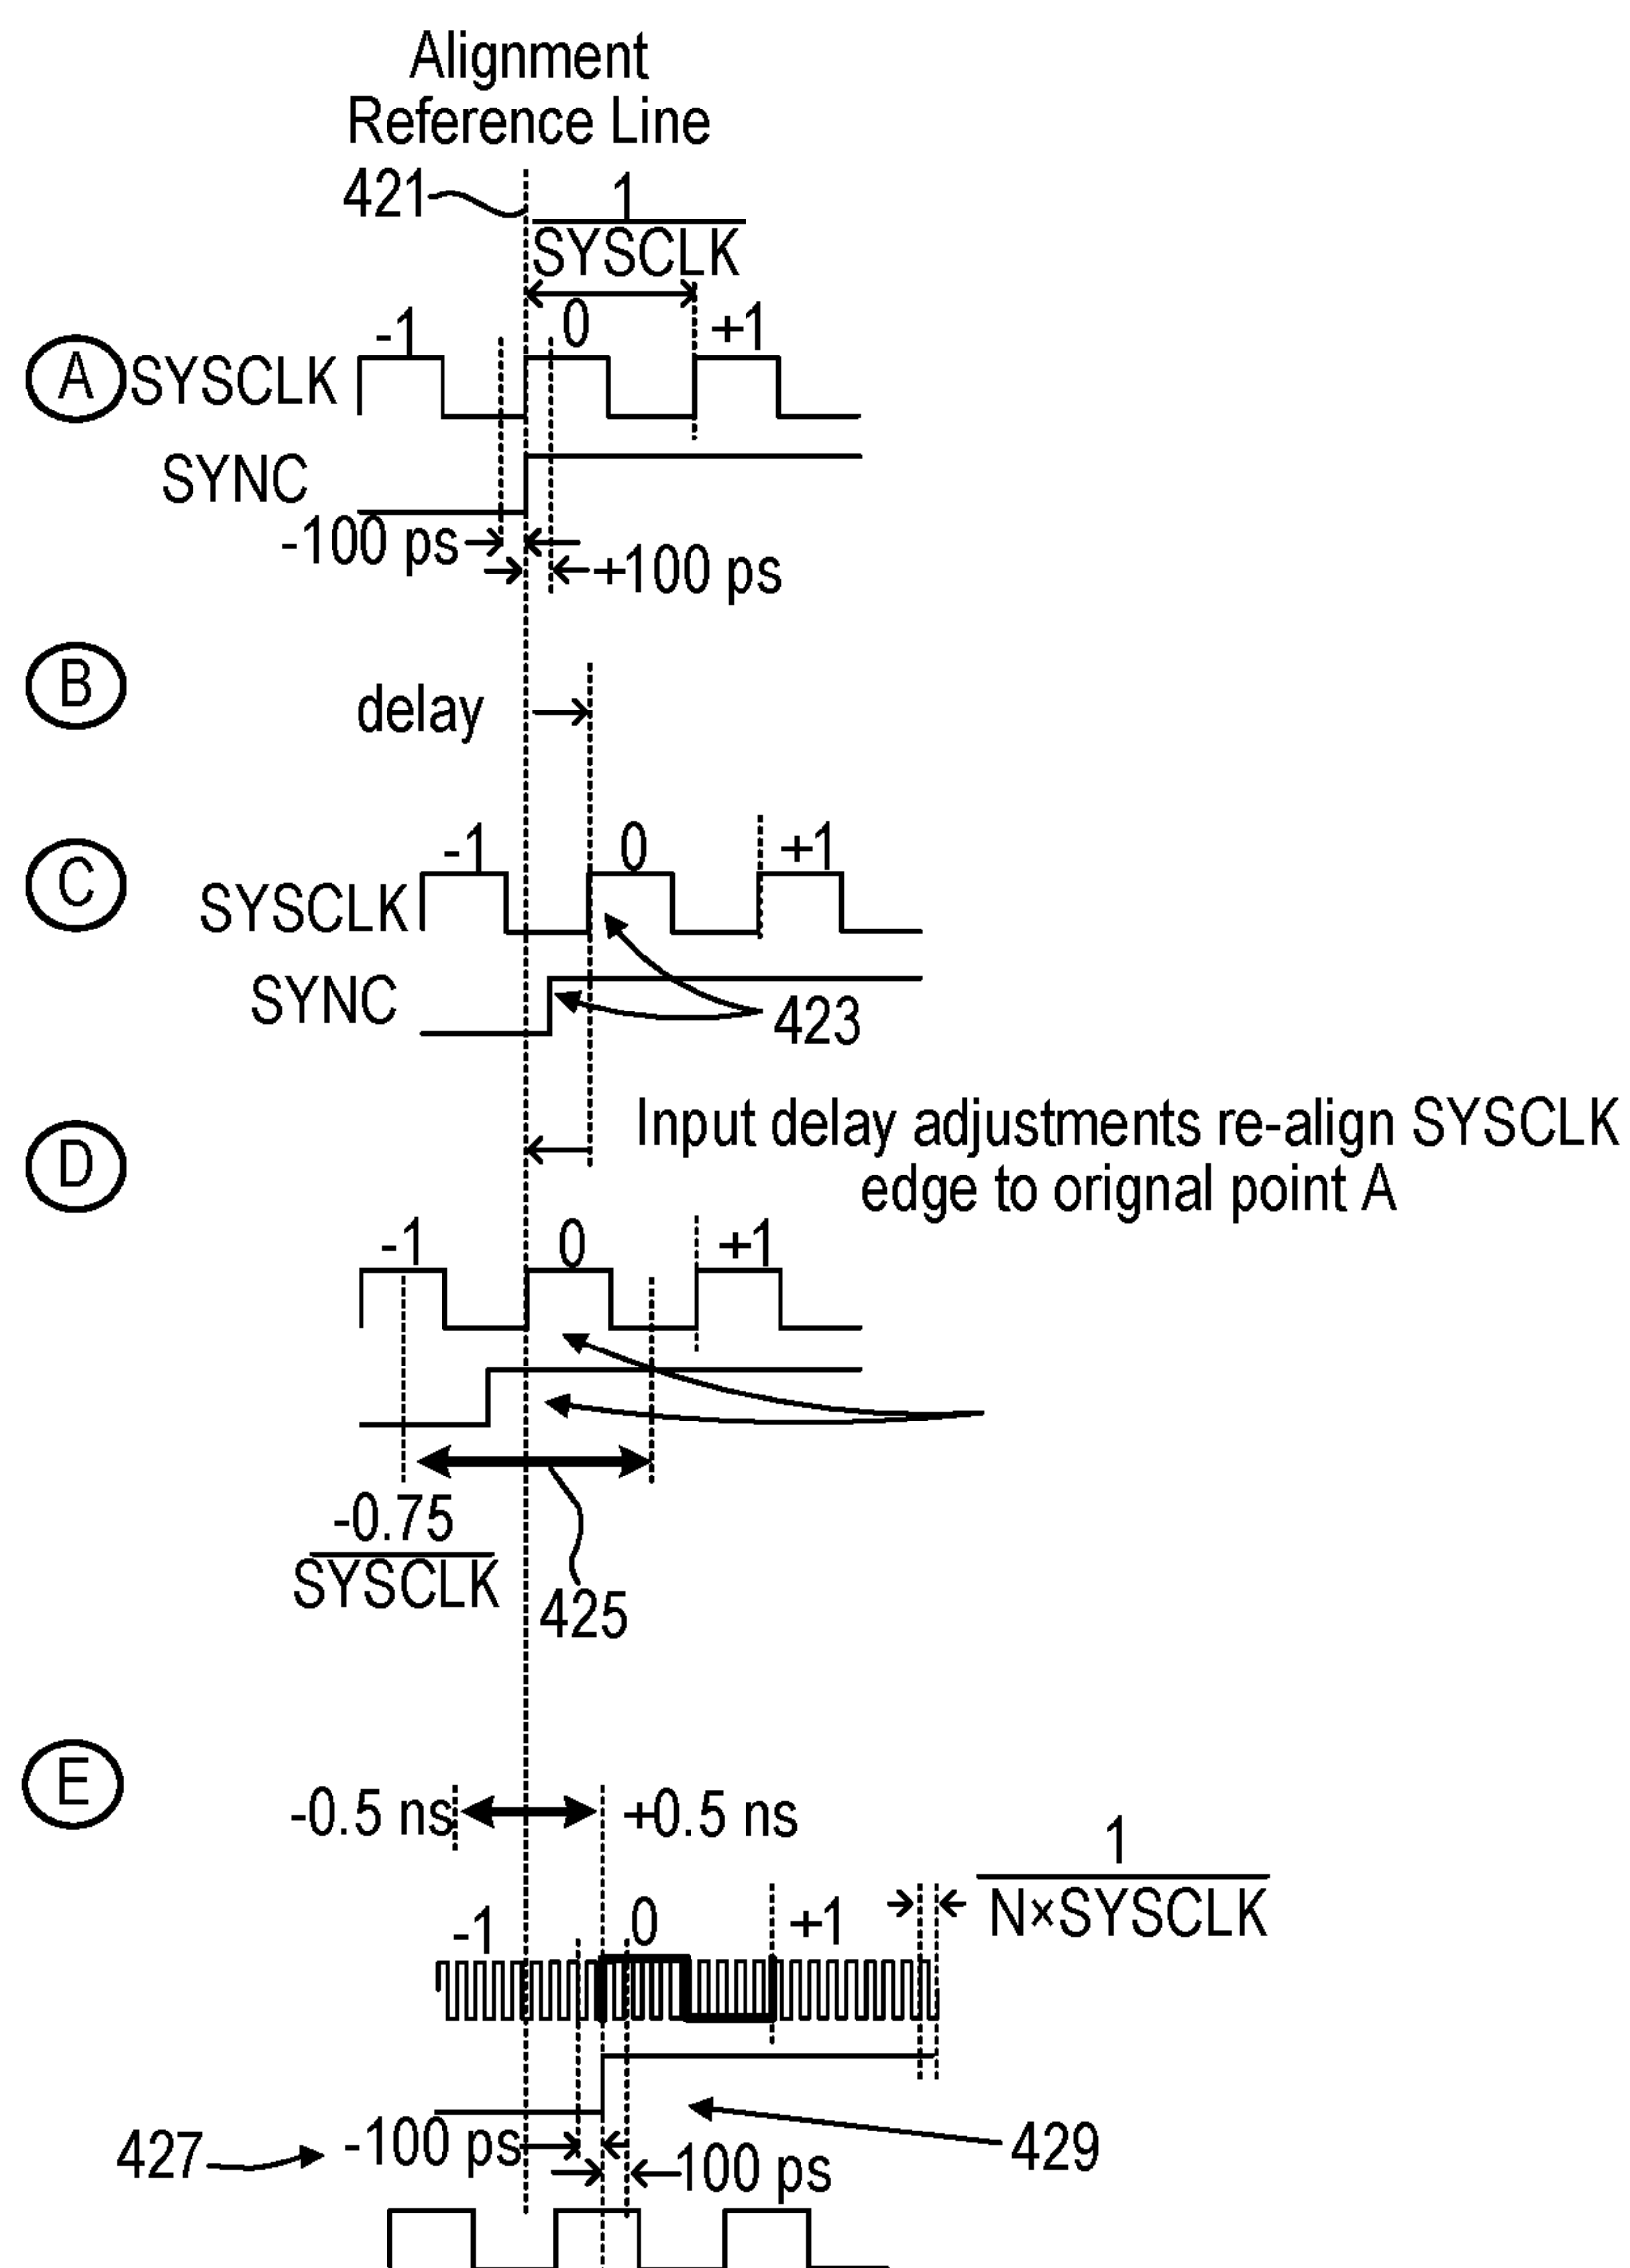 Alignment
Reference Line
421
1
SYSCLK
-1 0 +1
A SYSCLK
SYNC
-100 ps
+100 ps
B
delay
-1 0 +1
C
SYSCLK
SYNC
423
D
Input delay adjustments re-align SYSCLK
edge to orignal point A
-1 0 +1
-0.75
SYSCLK
425
E
-0.5 ns +0.5 ns
1
N×SYSCLK
-1 0 +1
427 -100 ps 429
100 ps